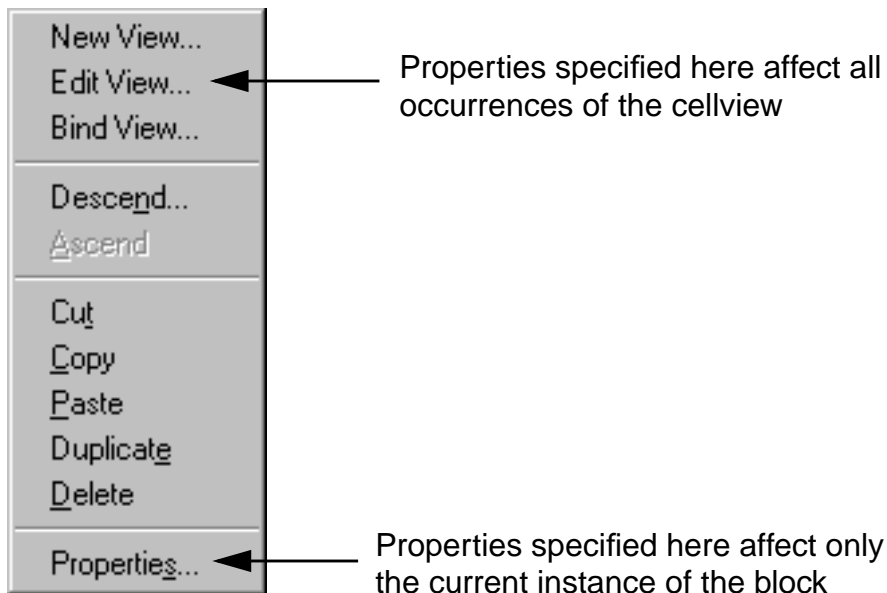 New View...
Edit View...
Bind View...
Properties specified here affect all
occurrences of the cellview
Descend...
Ascend
Cut
Copy
Paste
Duplicate
Delete
Properties...
Properties specified here affect only
the current instance of the block